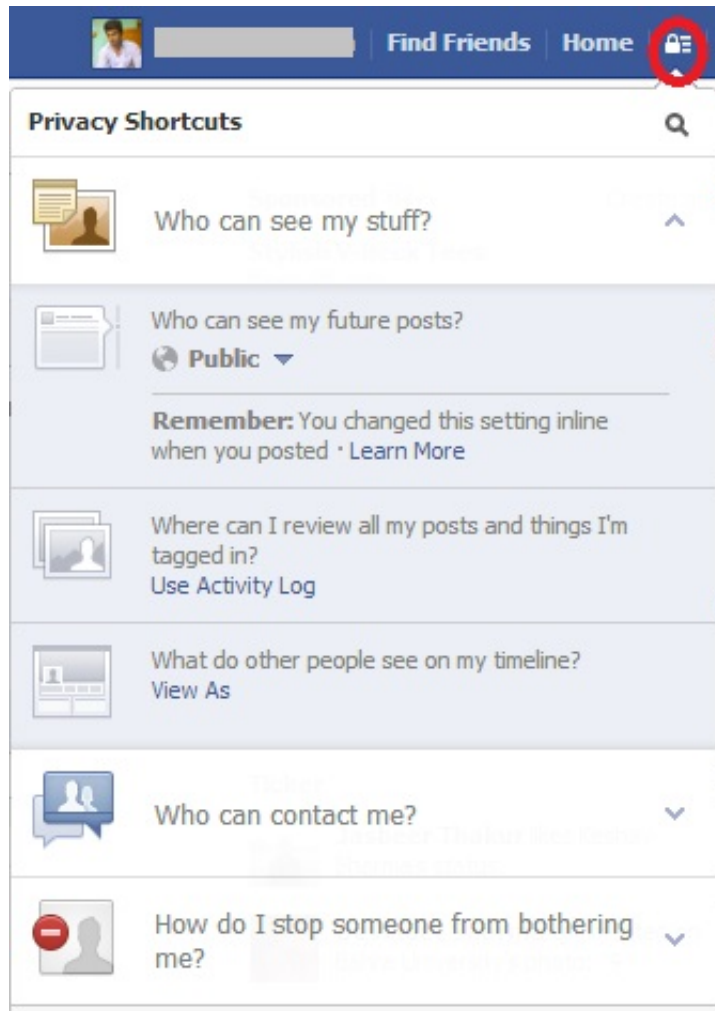 Find Friends Home
Privacy Shortcuts
Who can see my stuff?
Who can see my future posts?
Public
Remember: You changed this setting inline
when you posted · Learn More
Where can I review all my posts and things I'm
tagged in?
Use Activity Log
What do other people see on my timeline?
View As
Who can contact me?
How do I stop someone from bothering
me?